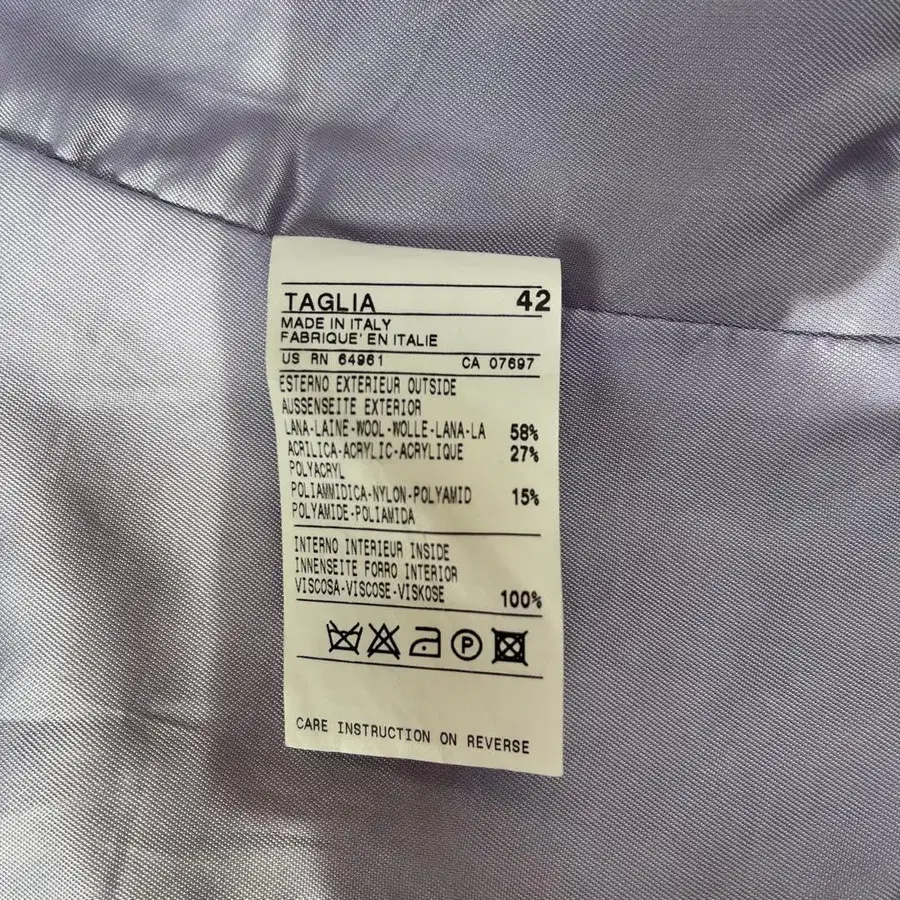 TAGLIA 42
MADE IN ITALY
FABRIQUE' EN ITALIE
US RN 64961 CA 07697
ESTERNO EXTERIEUR OUTSIDE
AUSSENSEITE EXTERIOR
LANA-LAINE-WOOL-WOLLE-LANA-LA 58%
ACRILICA-ACRYLIC-ACRYLIQUE 27%
POLYACRYL
POLIAMMIDICA-NYLON-POLYAMID 15%
POLYAMIDE-POLIAMIDA
INTERNO INTERIEUR INSIDE
INNENSEITE FORRO INTERIOR
VISCOSA-VISCOSE-VISKOSE 100%
P
CARE INSTRUCTION ON REVERSE